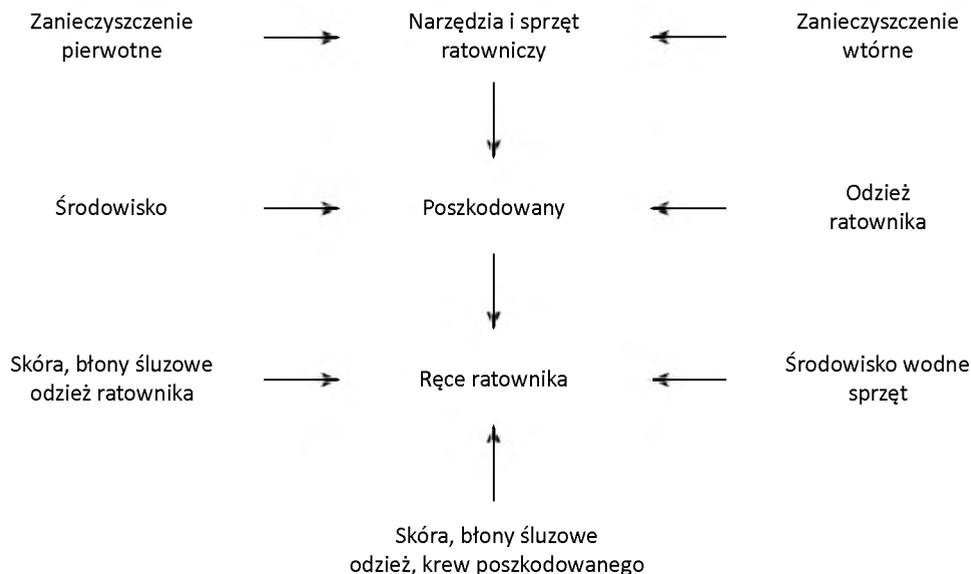 Zanieczyszczenie
pierwotne
Narzędzia i sprzęt
ratowniczy
Zanieczyszczenie
wtórne
Środowisko
Poszkodowany
Odzież
ratownika
Skóra, błony śluzowe
odzież ratownika
Ręce ratownika
Środowisko wodne
sprzęt
Skóra, błony śluzowe
odzież, krew poszkodowanego